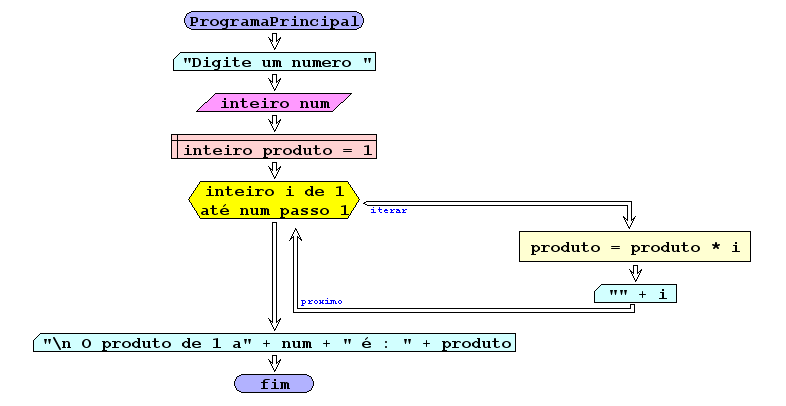 ProgramaPrincipal
"Digite um numero "
inteiro num
inteiro produto = 1
inteiro i de 1
até num passo 1
iterar
produto = produto * i
"" + i
proximo
"\n O produto de 1 a" + num + " é : " + produto
fim